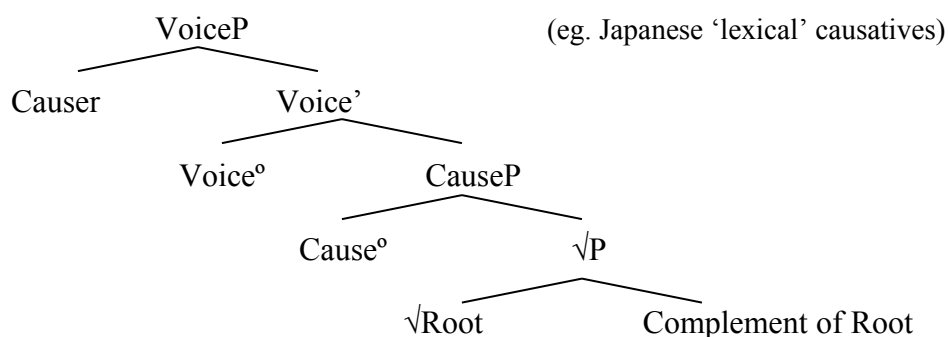 VoiceP (eg. Japanese ‘lexical’ causatives)
Causer Voice’
Voiceº CauseP
Causeº √P
√Root Complement of Root